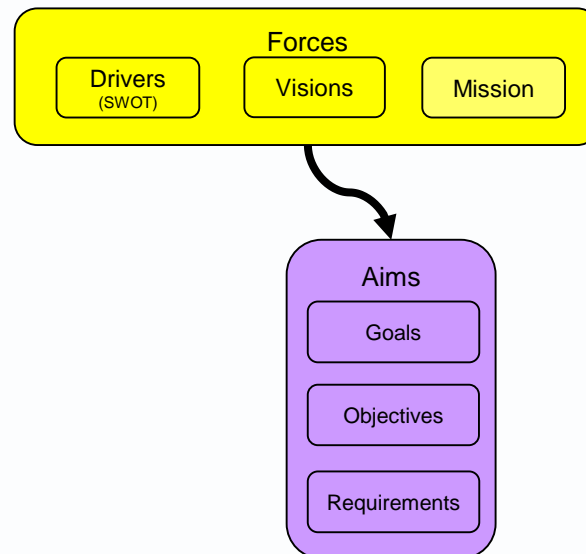 Forces
Drivers
(SWOT)
Visions
Mission
Aims
Goals
Objectives
Requirements